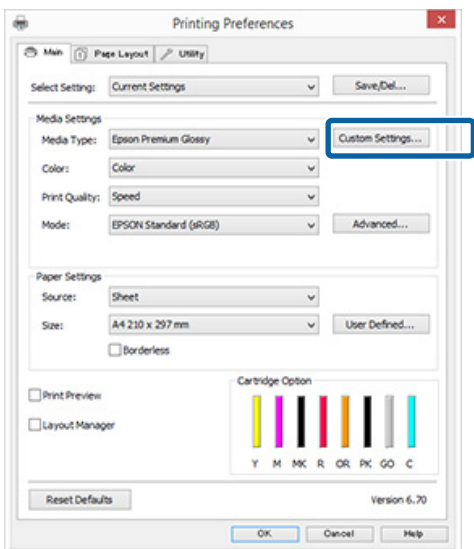 Printing Preferences
Main Page Layout Utility
Select Setting: Current Settings Save/Del...
Media Settings
Media Type: Epson Premium Glossy Custom Settings...
Color: Color
Print Quality: Speed
Mode: EPSON Standard (sRGB) Advanced...
Paper Settings
Source: Sheet
Size: A4 210 x 297 mm User Defined...
Borderless
Print Preview
Layout Manager
Cartridge Option
Y M MK R OR PK GO C
Reset Defaults Version 6.70
OK Cancel Help